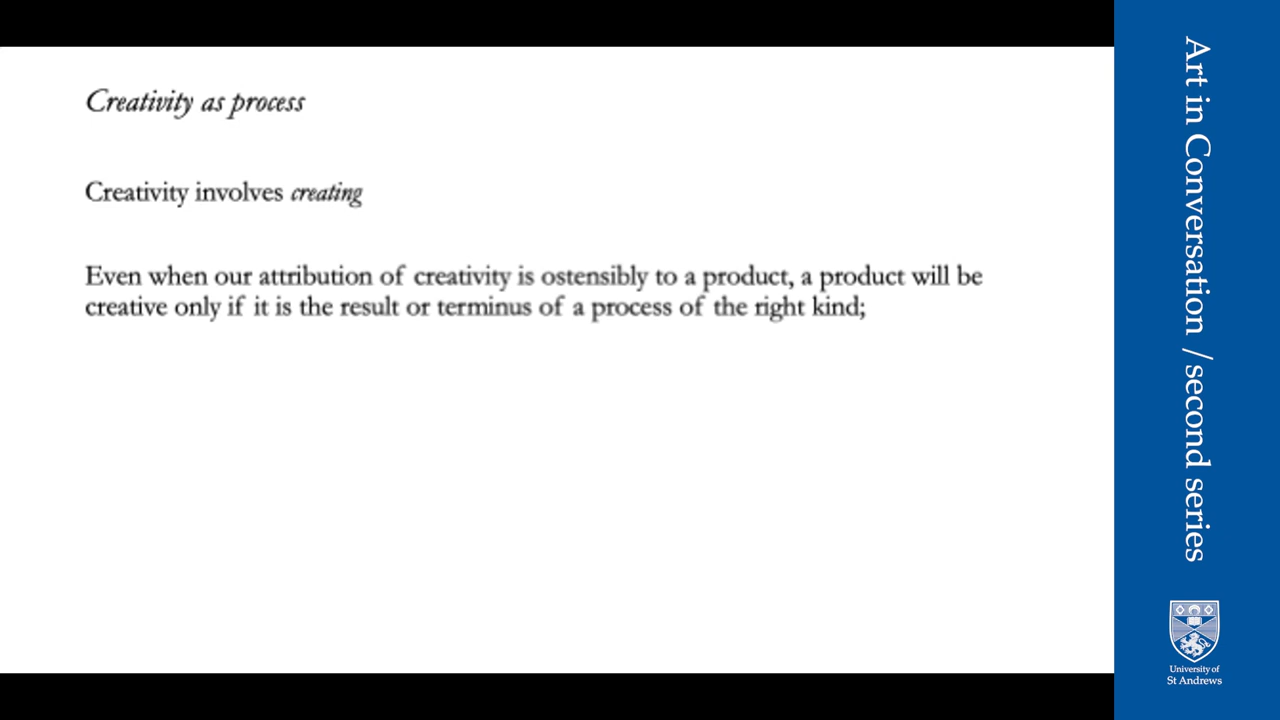 Creativity as process
Creativity involves creating
Even when our attribution of creativity is ostensibly to a product, a product will be
creative only if it is the result or terminus of a process of the right kind;
Art in Conversation / second series
University of
St Andrews